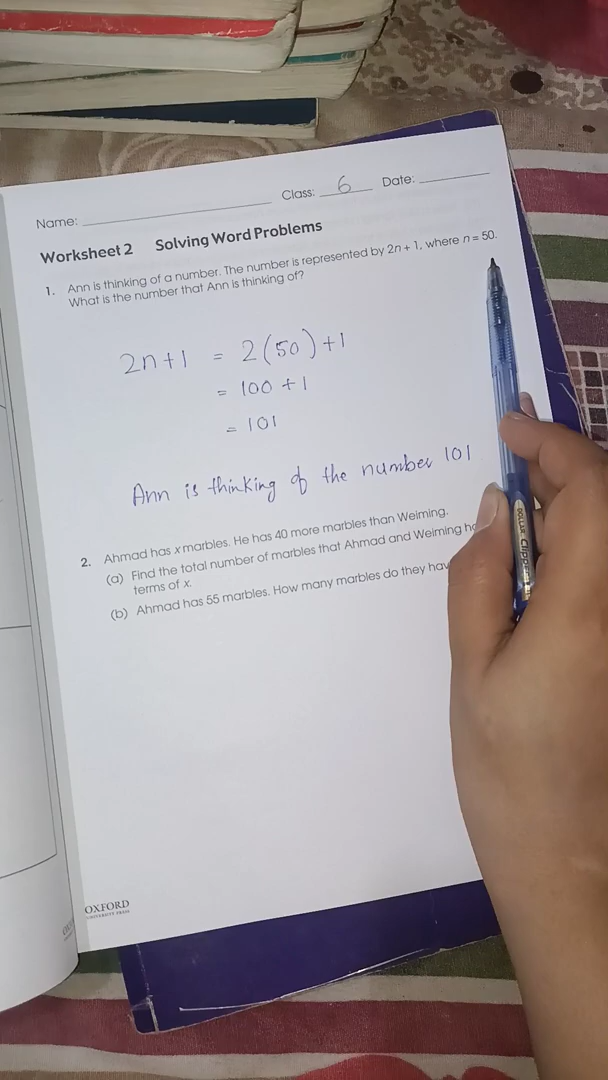 Name:
Class: 6 Date:
Worksheet 2 Solving Word Problems
1. Ann is thinking of a number. The number is represented by 2n + 1, where n = 50.
What is the number that Ann is thinking of?
2n+1 = 2(50)+1
= 100 + 1
= 101
Ann is thinking of the number 101
2. Ahmad has x marbles. He has 40 more marbles than Weiming.
(a) Find the total number of marbles that Ahmad and Weiming
terms of x.
(b) Ahmad has 55 marbles. How many marbles do they
OXFORD
UNIVERSITY PRESS